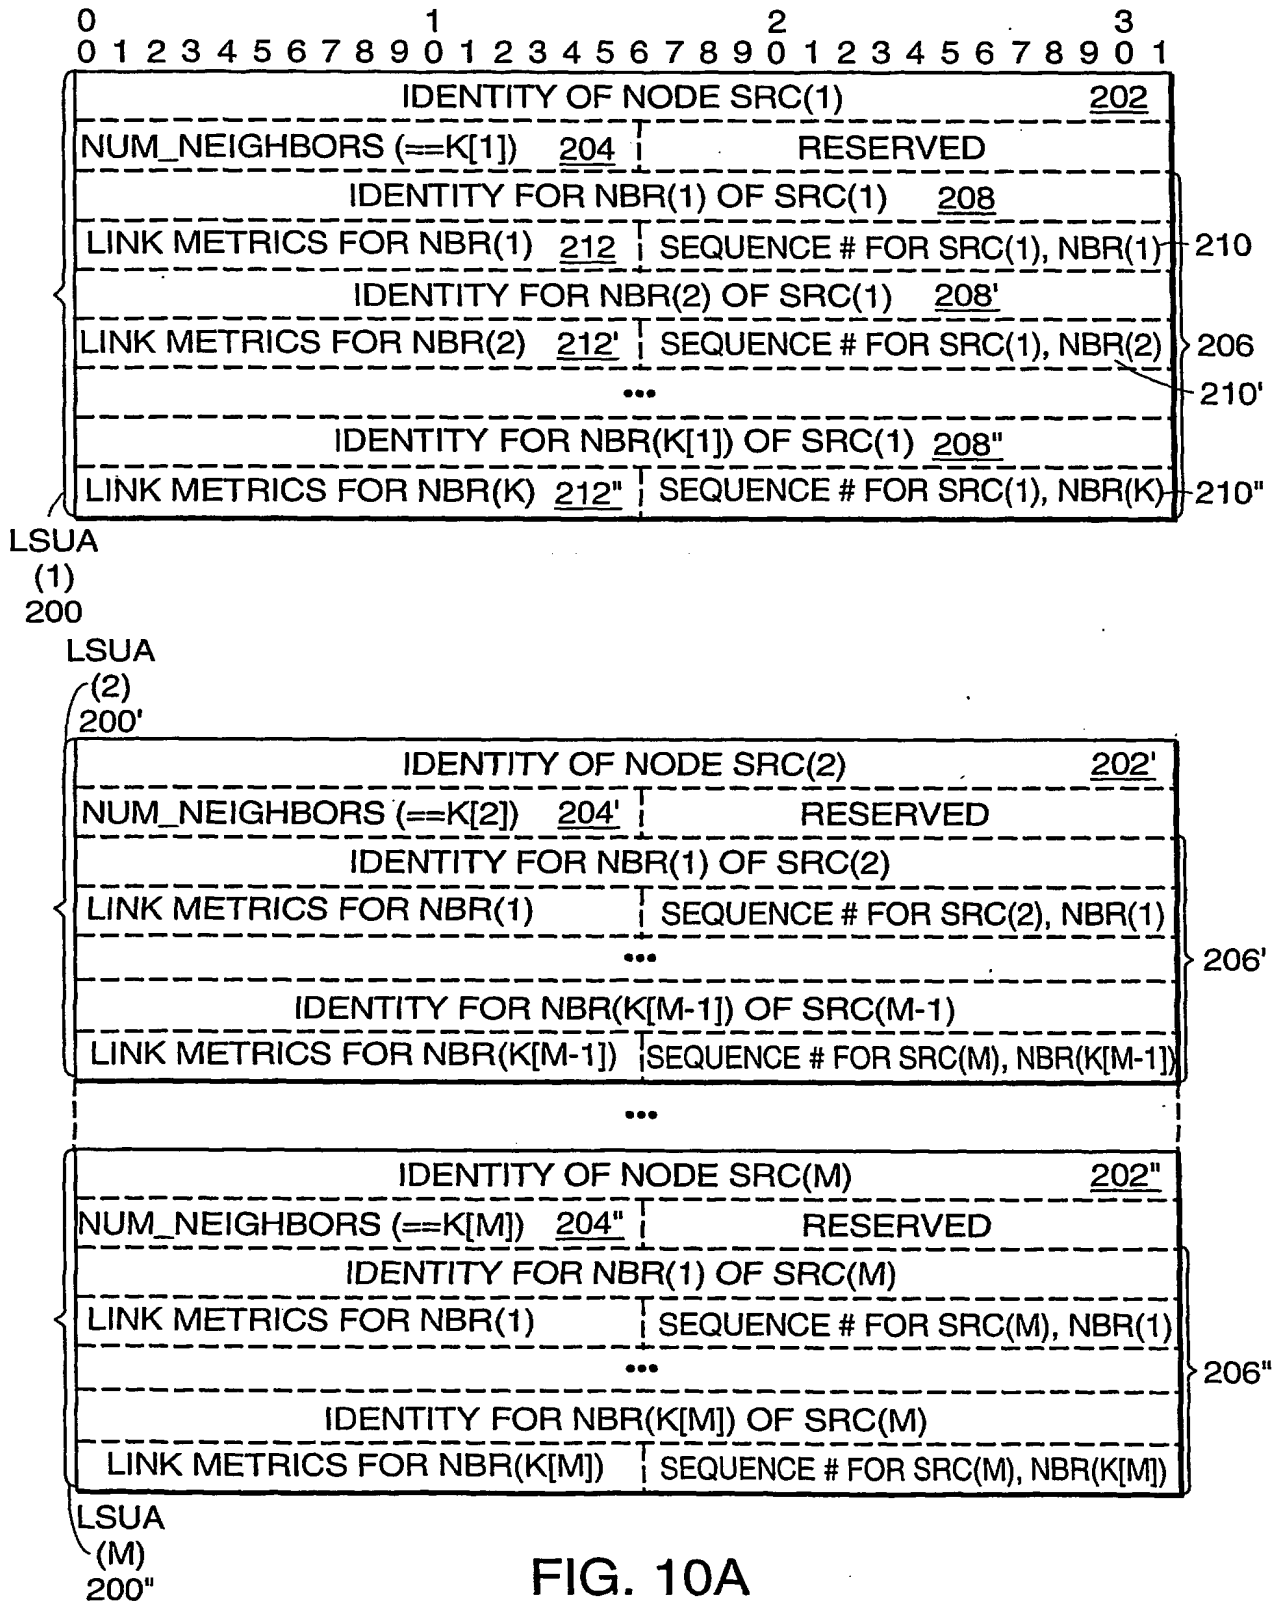 0 1 2 3
0 1 2 3 4 5 6 7 8 9 0 1 2 3 4 5 6 7 8 9 0 1 2 3 4 5 6 7 8 9 0 1
IDENTITY OF NODE SRC(1) 202
NUM_NEIGHBORS (==K[1]) 204 RESERVED
IDENTITY FOR NBR(1) OF SRC(1) 208
LINK METRICS FOR NBR(1) 212 SEQUENCE # FOR SRC(1), NBR(1) 210
IDENTITY FOR NBR(2) OF SRC(1) 208'
LINK METRICS FOR NBR(2) 212' SEQUENCE # FOR SRC(1), NBR(2) 206
••• 210'
IDENTITY FOR NBR(K[1]) OF SRC(1) 208"
LINK METRICS FOR NBR(K) 212" SEQUENCE # FOR SRC(1), NBR(K) 210"
LSUA
(1)
200
LSUA
(2)
200'
IDENTITY OF NODE SRC(2) 202'
NUM_NEIGHBORS (==K[2]) 204' RESERVED
IDENTITY FOR NBR(1) OF SRC(2)
LINK METRICS FOR NBR(1) SEQUENCE # FOR SRC(2), NBR(1)
••• 206'
IDENTITY FOR NBR(K[M-1]) OF SRC(M-1)
LINK METRICS FOR NBR(K[M-1]) SEQUENCE # FOR SRC(M), NBR(K[M-1])
•••
IDENTITY OF NODE SRC(M) 202"
NUM_NEIGHBORS (==K[M]) 204" RESERVED
IDENTITY FOR NBR(1) OF SRC(M)
LINK METRICS FOR NBR(1) SEQUENCE # FOR SRC(M), NBR(1)
••• 206"
IDENTITY FOR NBR(K[M]) OF SRC(M)
LINK METRICS FOR NBR(K[M]) SEQUENCE # FOR SRC(M), NBR(K[M])
LSUA
(M)
200"
FIG. 10A